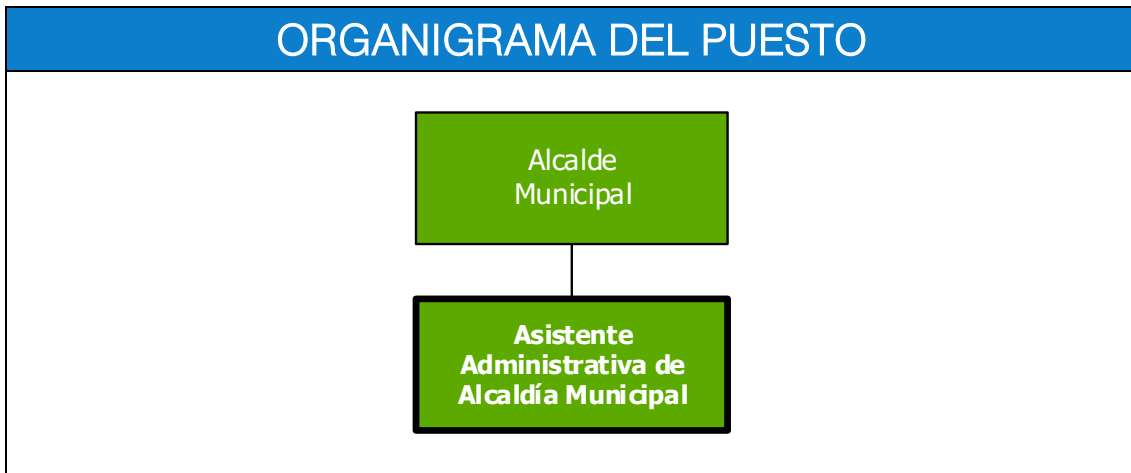 ORGANIGRAMA DEL PUESTO
Alcalde
Municipal
Asistente
Administrativa de
Alcaldía Municipal